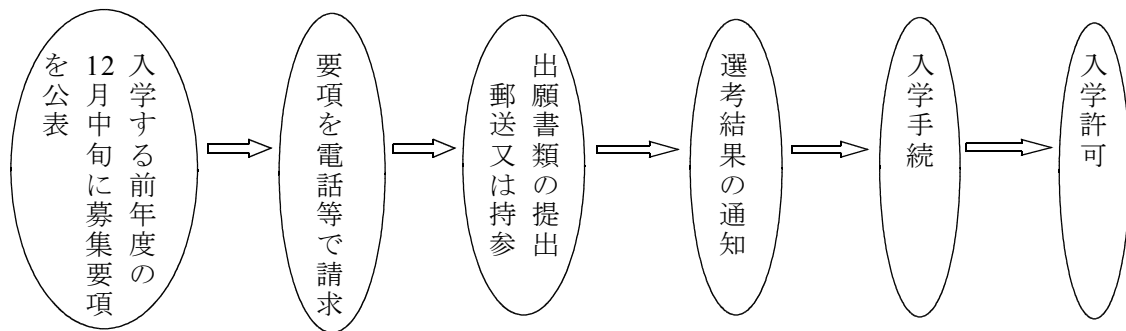 入学する前年度の
12月中旬に募集要項
を公表
要項を電話等で請求
出願書類の提出
郵送又は持参
選考結果の通知
入学手続
入学許可